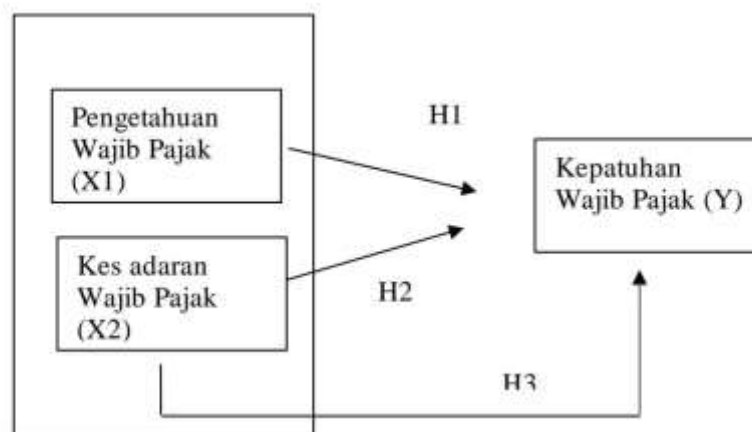 Pengetahuan
Wajib Pajak
(X1)
H1
Kepatuhan
Wajib Pajak (Y)
Kes adaran
Wajib Pajak
(X2)
H2
H3